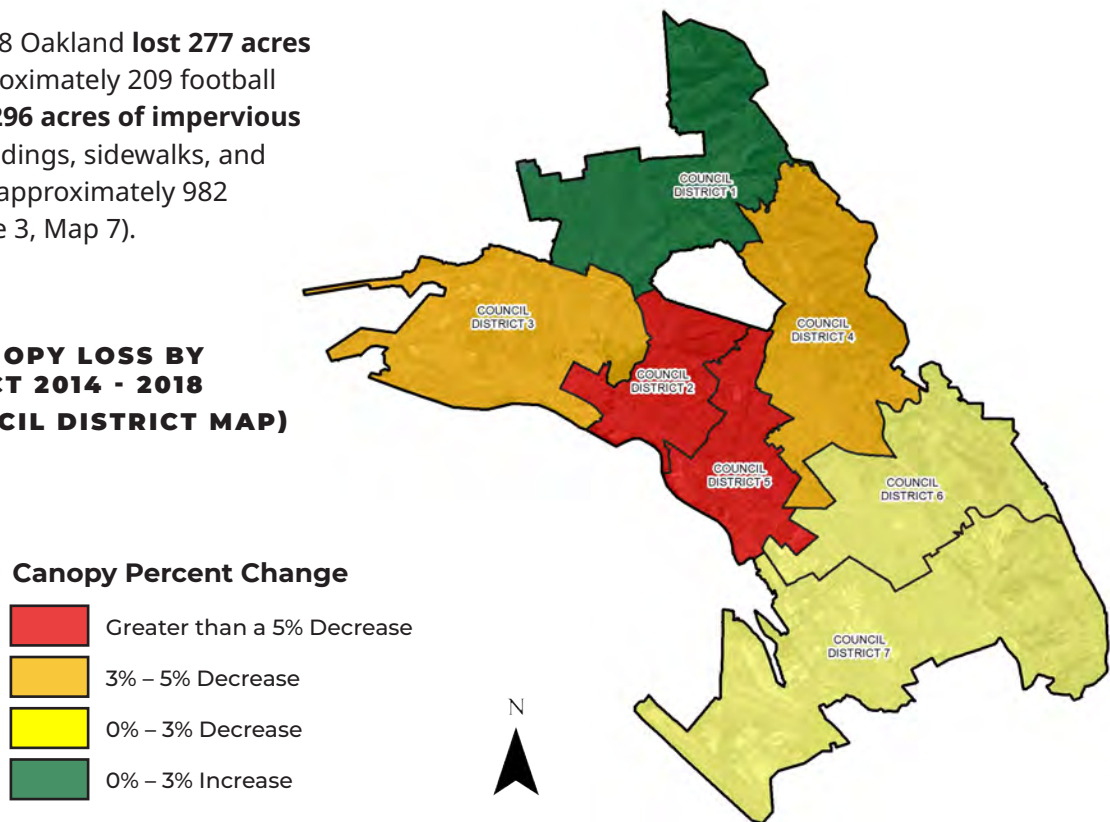 8 Oakland lost 277 acres
oximately 209 football
296 acres of impervious
dings, sidewalks, and
approximately 982
e 3, Map 7).
OPY LOSS BY
CT 2014 - 2018
CIL DISTRICT MAP)
COUNCIL
DISTRICT 1
COUNCIL
DISTRICT 3
COUNCIL
DISTRICT 4
COUNCIL
DISTRICT 2
COUNCIL
DISTRICT 5
COUNCIL
DISTRICT 6
COUNCIL
DISTRICT 7
Canopy Percent Change
Greater than a 5% Decrease
3% – 5% Decrease
0% – 3% Decrease
0% – 3% Increase
N